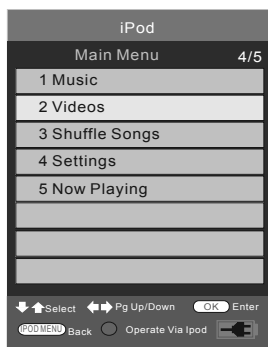 iPod
Main Menu 4/5
1 Music
2 Videos
3 Shuffle Songs
4 Settings
5 Now Playing
Select Pg Up/Down OK Enter
IPOD MENU Back Operate Via Ipod